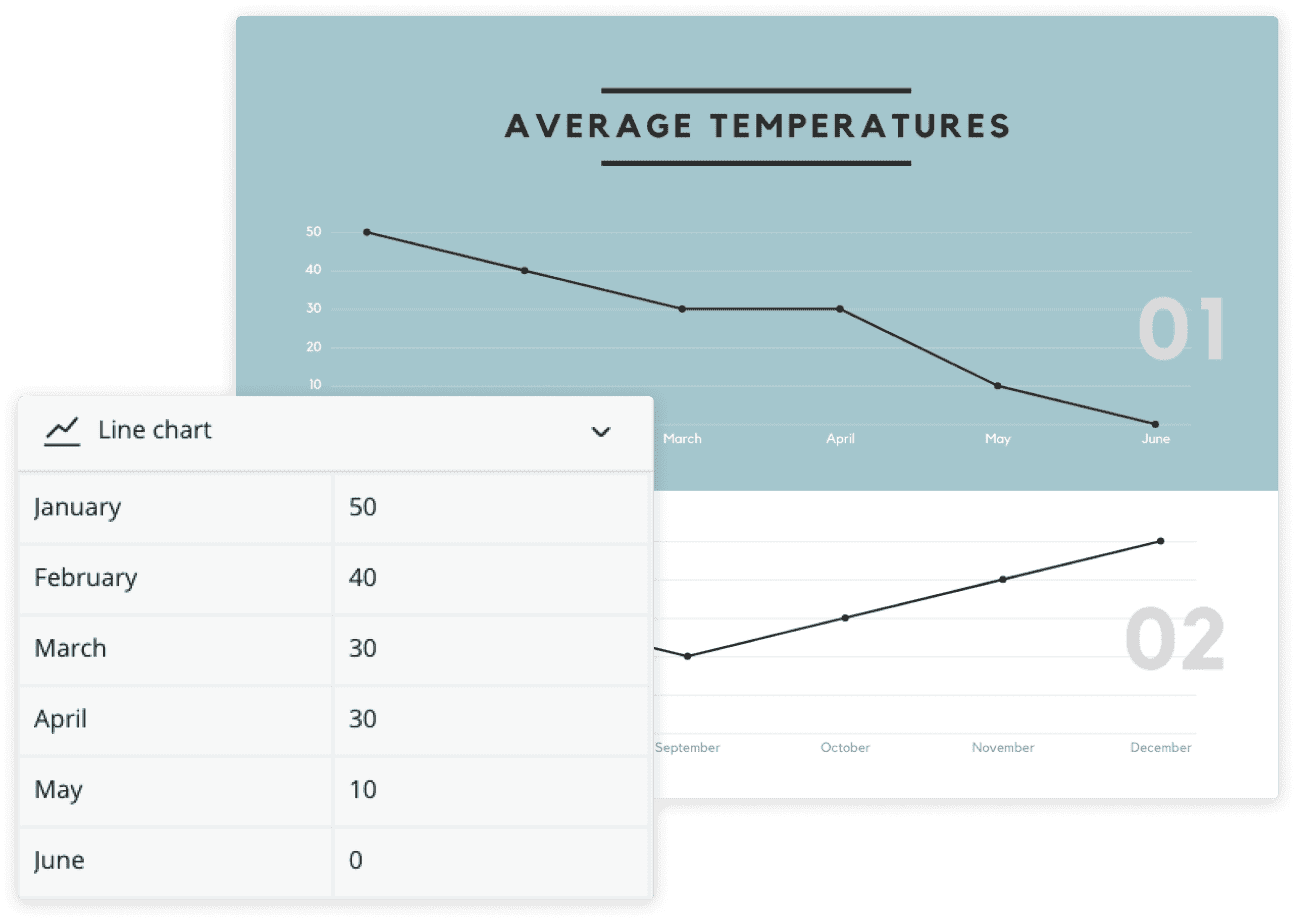 AVERAGE TEMPERATURES
50
40
30
20
10
01
March April May June
Line chart
January 50
February 40
March 30
April 30
May 10
June 0
02
September October November December